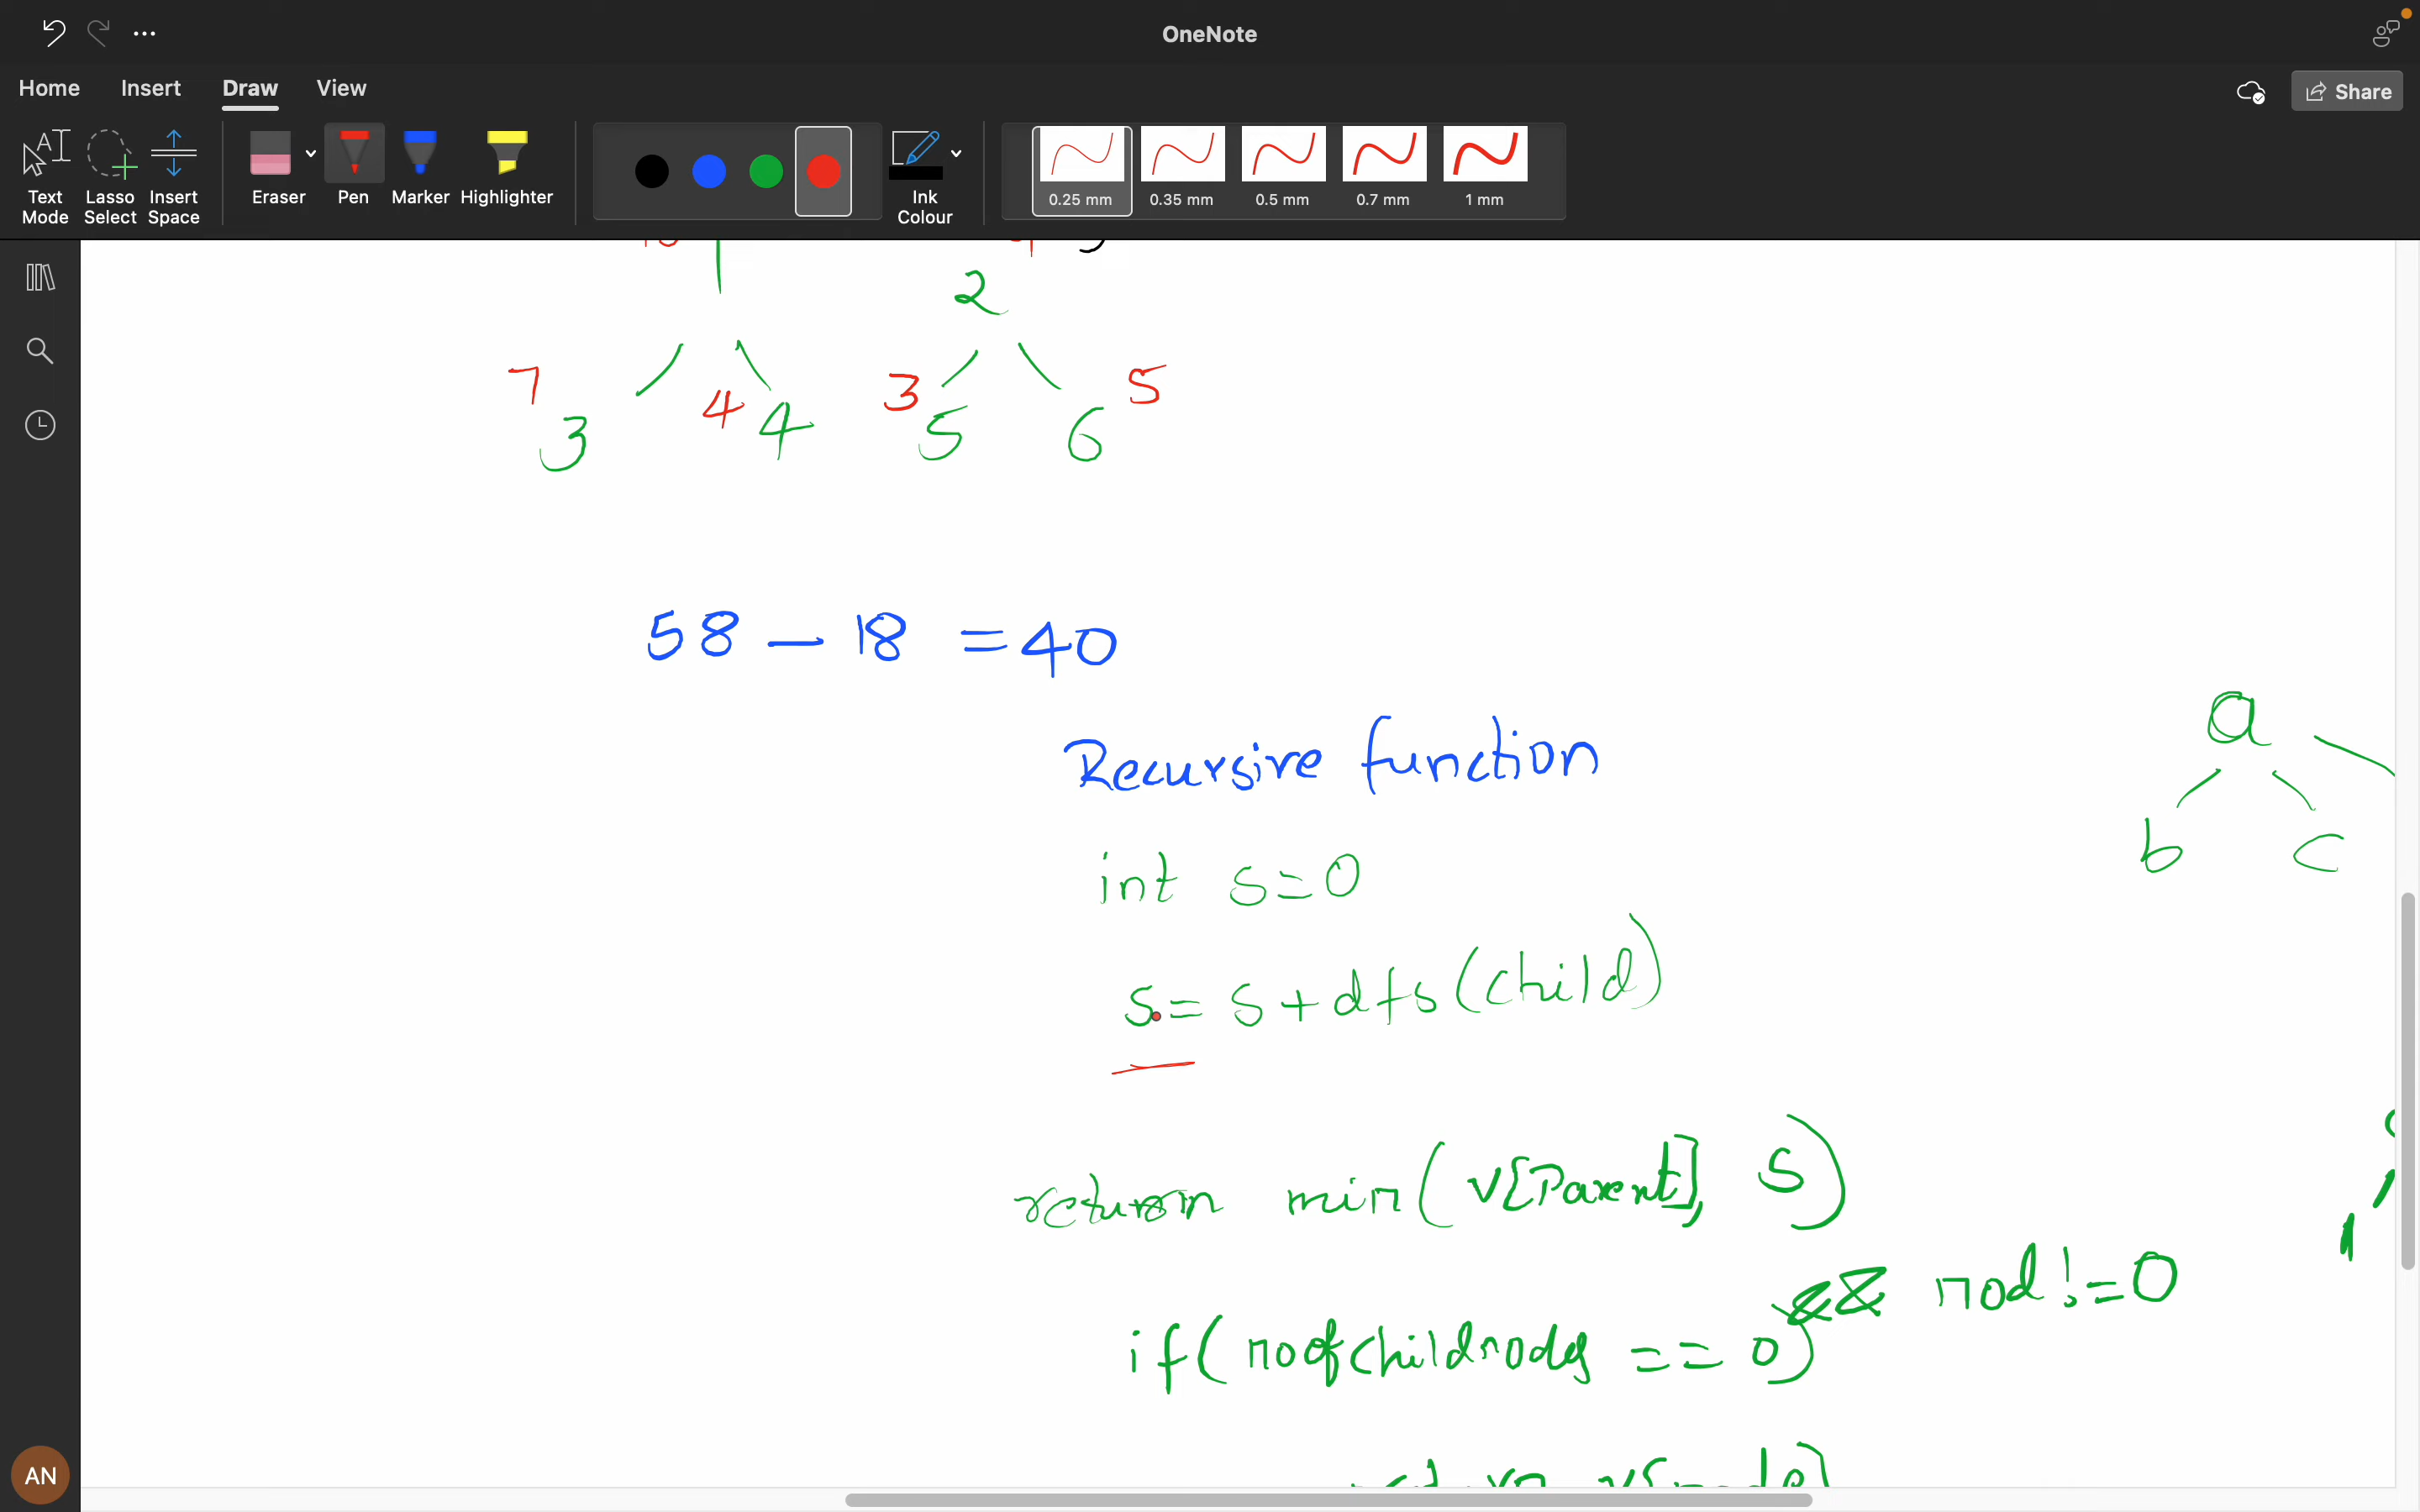 OneNote
Home Insert Draw View
Share
Text Mode
Lasso Select
Insert Space
Eraser
Pen
Marker
Highlighter
Ink Colour
0.25 mm
0.35 mm
0.5 mm
0.7 mm
1 mm
1
2
7 4 3 5
3 4 5 6
58 - 18 = 40
a
Recursive function
b c
int s=0
s= s+dfs(child)
return min(v[Parent], S)
&& nod!=0
if( noofchildnodes == 0)
AN